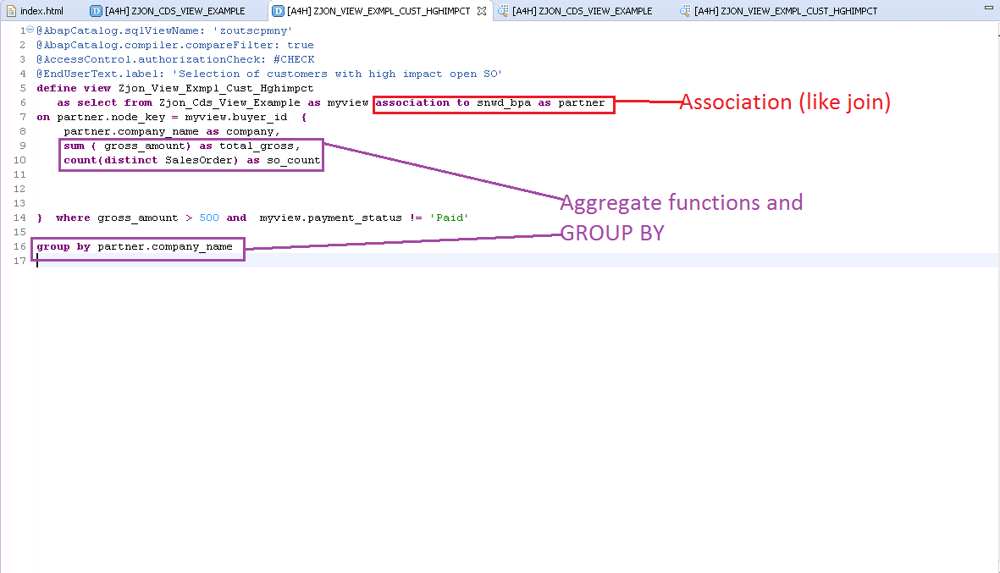 index.html [A4H] ZJON_CDS_VIEW_EXAMPLE [A4H] ZJON_VIEW_EXMPL_CUST_HGHIMPCT [A4H] ZJON_CDS_VIEW_EXAMPLE [A4H] ZJON_VIEW_EXMPL_CUST_HGHIMPCT
1 @AbapCatalog.sqlViewName: 'zoutscpmny'
2 @AbapCatalog.compiler.compareFilter: true
3 @AccessControl.authorizationCheck: #CHECK
4 @EndUserText.label: 'Selection of customers with high impact open SO'
5 define view Zjon_View_Exmpl_Cust_Hghimpct
6 as select from Zjon_Cds_View_Example as myview association to snwd_bpa as partner
Association (like join)
7 on partner.node_key = myview.buyer_id {
8 partner.company_name as company,
9 sum ( gross_amount) as total_gross,
10 count(distinct SalesOrder) as so_count
11
12
13
Aggregate functions and
GROUP BY
14 } where gross_amount > 500 and myview.payment_status != 'Paid'
15
16 group by partner.company_name
17